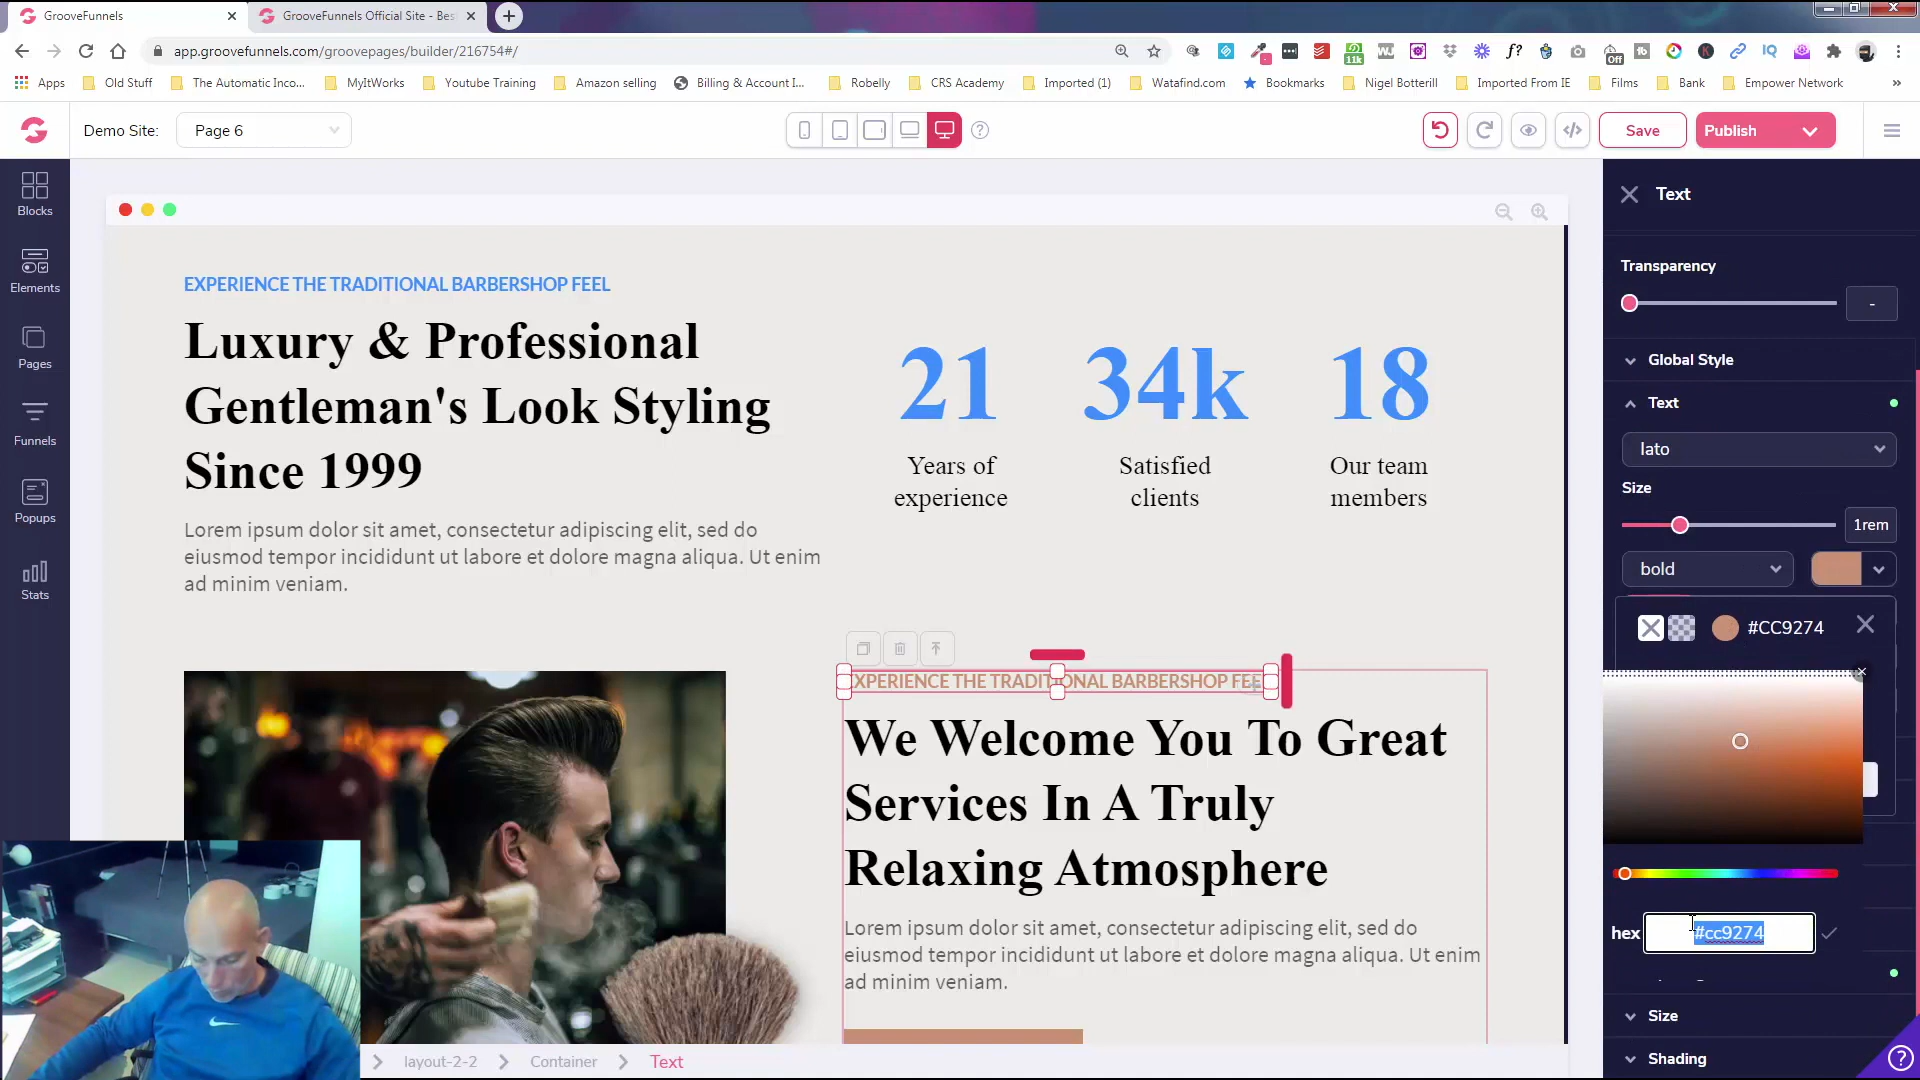 GrooveFunnels
GrooveFunnels Official Site - Bes
app.groovefunnels.com/groovepages/builder/216754#/
11k
Off
Apps
Old Stuff
The Automatic Inco...
MyItWorks
Youtube Training
Amazon selling
Billing & Account I...
Robelly
CRS Academy
Imported (1)
Watafind.com
Bookmarks
Nigel Botterill
Imported From IE
Films
Bank
Empower Network
Demo Site:
Page 6
Save
Publish
Blocks
Elements
Pages
Funnels
Popups
Stats
EXPERIENCE THE TRADITIONAL BARBERSHOP FEEL
Luxury & Professional
Gentleman's Look Styling
Since 1999
Lorem ipsum dolor sit amet, consectetur adipiscing elit, sed do
eiusmod tempor incididunt ut labore et dolore magna aliqua. Ut enim
ad minim veniam.
21
34k
18
Years of
experience
Satisfied
clients
Our team
members
EXPERIENCE THE TRADITIONAL BARBERSHOP FEEL
We Welcome You To Great
Services In A Truly
Relaxing Atmosphere
Lorem ipsum dolor sit amet, consectetur adipiscing elit, sed do
eiusmod tempor incididunt ut labore et dolore magna aliqua. Ut enim
ad minim veniam.
layout-2-2
Container
Text
Text
Transparency
-
Global Style
Text
lato
Size
1rem
bold
#CC9274
hex
#cc9274
Size
Shading